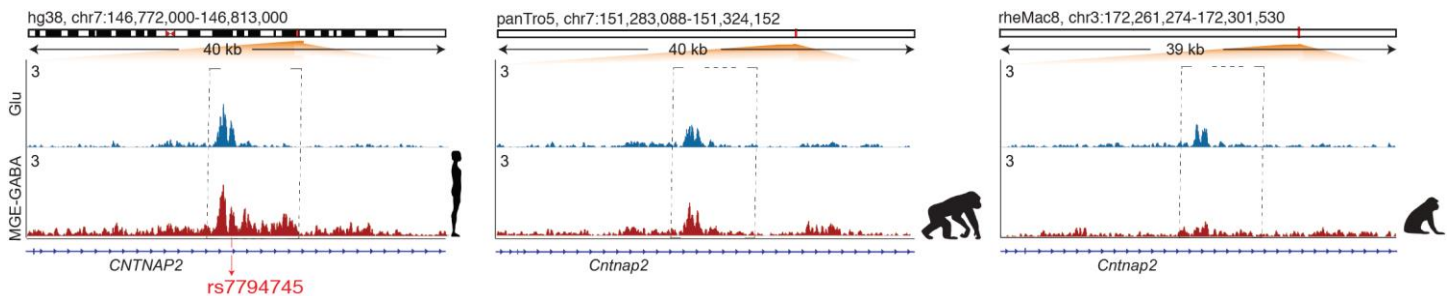 hg38, chr7:146,772,000-146,813,000
40 kb
3
Glu
3
MGE-GABA
CNTNAP2
rs7794745
panTro5, chr7:151,283,088-151,324,152
40 kb
3
3
Cntnap2
rheMac8, chr3:172,261,274-172,301,530
39 kb
3
3
Cntnap2